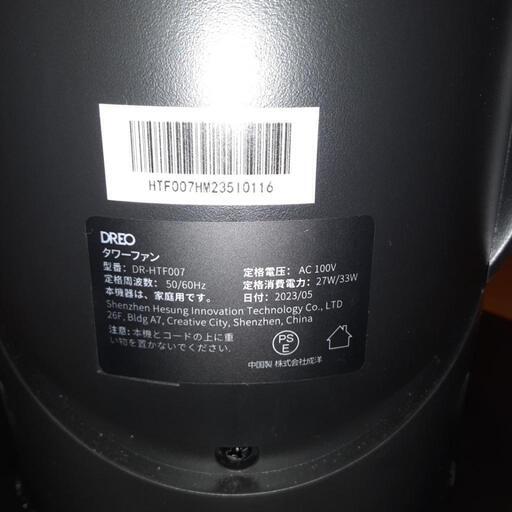 HTF007HM235I0116
DREO
タワーファン
型番: DR-HTF007
定格周波数: 50/60Hz
本機器は、家庭用です。
定格電圧: AC 100V
定格消費電力: 27W/33W
日付: 2023/05
Shenzhen Hesung Innovation Technology Co., LTD
26F, Bldg A7, Creative City, Shenzhen, China
注意: 本機とコードの上に重
い物を置かないでください.
PS
E
中国製 株式会社成洋